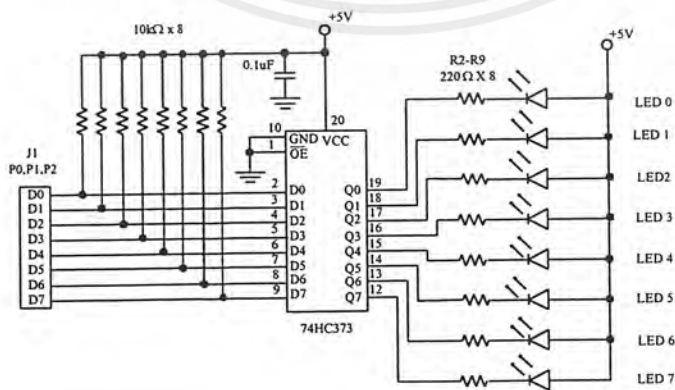 +5V
10kΩ x 8
0.1uF
+5V
R2-R9
220Ω X 8
LED 0
LED 1
LED2
LED 3
LED 4
LED 5
LED 6
LED 7
J1
P0,P1,P2
D0
D1
D2
D3
D4
D5
D6
D7
20
10
1
GND VCC
OE
2
3
4
5
6
7
8
9
D0
D1
D2
D3
D4
D5
D6
D7
Q0
Q1
Q2
Q3
Q4
Q5
Q6
Q7
19
18
17
16
15
14
13
12
74HC373